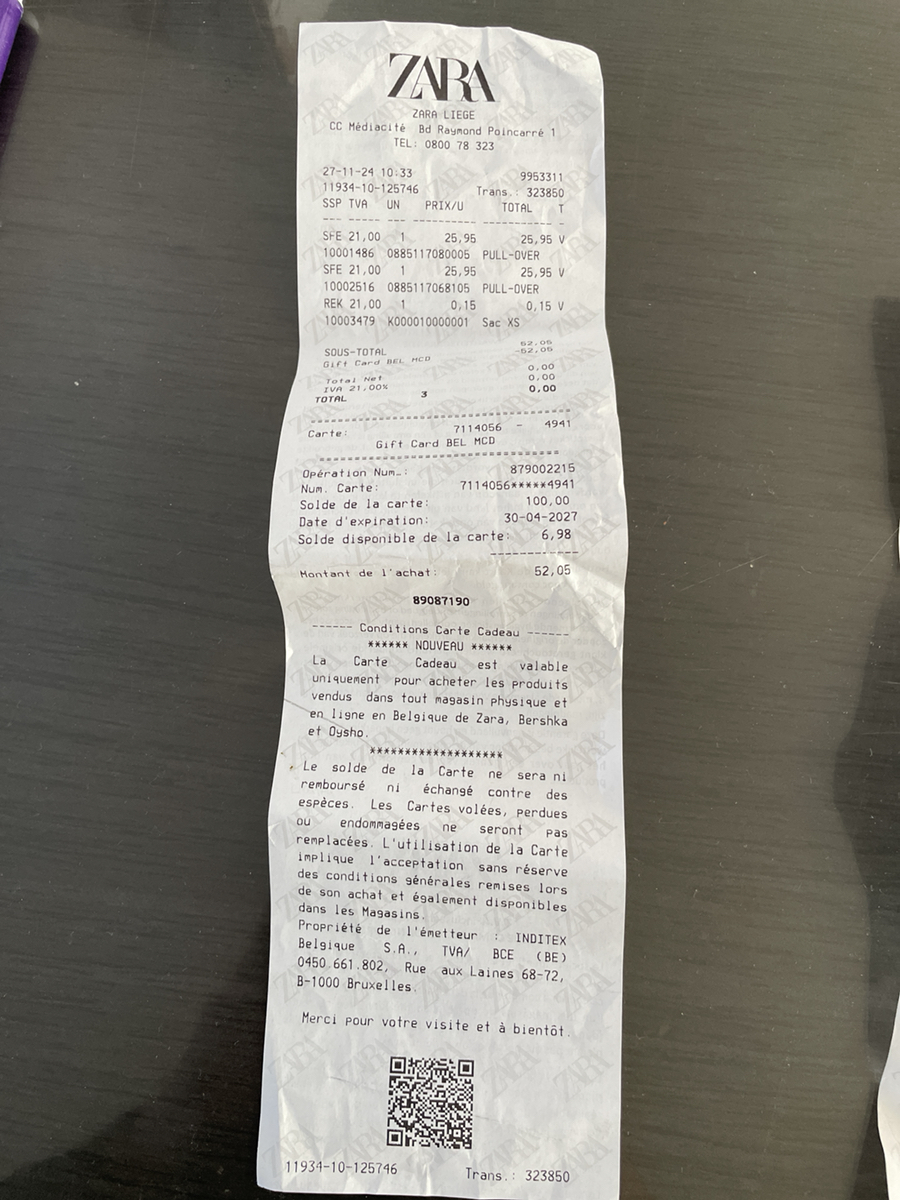 ZARA
ZARA LIEGE
CC Médiacité Bd Raymond Poincarré 1
TEL: 0800 78 323
27-11-24 10:33 9953311
11934-10-125746 Trans.: 323850
SSP TVA UN PRIX/U TOTAL T
--- ----- --- ---------- ----------- -
SFE 21,00 1 25,95 25,95 V
10001486 0885117080005 PULL-OVER
SFE 21,00 1 25,95 25,95 V
10002516 0885117068105 PULL-OVER
REK 21,00 1 0,15 0,15 V
10003479 K000010000001 Sac XS
SOUS-TOTAL 52,05
Gift Card BEL MCD -52,05
Total Net 0,00
IVA 21,00% 0,00
TOTAL 3 0,00
====================================
Carte: 7114056 - 4941
Gift Card BEL MCD
====================================
Opération Num.: 879002215
Num. Carte: 7114056*****4941
Solde de la carte: 100,00
Date d'expiration: 30-04-2027
Solde disponible de la carte: 6,98
------------
Montant de l'achat: 52,05
89087190
------ Conditions Carte Cadeau ------
****** NOUVEAU ******
La Carte Cadeau est valable
uniquement pour acheter les produits
vendus dans tout magasin physique et
en ligne en Belgique de Zara, Bershka
et Oysho.
*******************
Le solde de la Carte ne sera ni
remboursé ni échangé contre des
espèces. Les Cartes volées, perdues
ou endommagées ne seront pas
remplacées. L'utilisation de la Carte
implique l'acceptation sans réserve
des conditions générales remises lors
de son achat et également disponibles
dans les Magasins.
Propriété de l'émetteur : INDITEX
Belgique S.A., TVA/ BCE (BE)
0450.661.802, Rue aux Laines 68-72,
B-1000 Bruxelles.
Merci pour votre visite et à bientôt.
11934-10-125746 Trans.: 323850